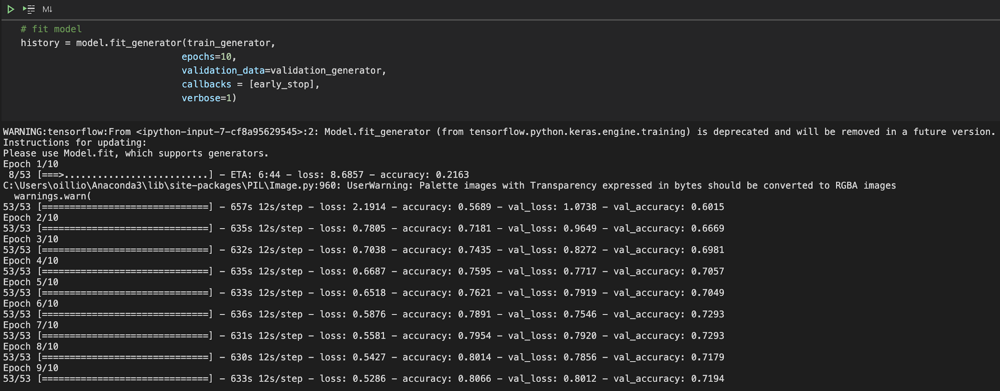 M↓
# fit model
history = model.fit_generator(train_generator,
epochs=10,
validation_data=validation_generator,
callbacks = [early_stop],
verbose=1)
WARNING:tensorflow:From <ipython-input-7-cf8a95629545>:2: Model.fit_generator (from tensorflow.python.keras.engine.training) is deprecated and will be removed in a future version.
Instructions for updating:
Please use Model.fit, which supports generators.
Epoch 1/10
8/53 [===>..........................] - ETA: 6:44 - loss: 8.6857 - accuracy: 0.2163
C:\Users\oillio\Anaconda3\lib\site-packages\PIL\Image.py:960: UserWarning: Palette images with Transparency expressed in bytes should be converted to RGBA images
warnings.warn(
53/53 [==============================] - 657s 12s/step - loss: 2.1914 - accuracy: 0.5689 - val_loss: 1.0738 - val_accuracy: 0.6015
Epoch 2/10
53/53 [==============================] - 635s 12s/step - loss: 0.7805 - accuracy: 0.7181 - val_loss: 0.9649 - val_accuracy: 0.6669
Epoch 3/10
53/53 [==============================] - 632s 12s/step - loss: 0.7038 - accuracy: 0.7435 - val_loss: 0.8272 - val_accuracy: 0.6981
Epoch 4/10
53/53 [==============================] - 635s 12s/step - loss: 0.6687 - accuracy: 0.7595 - val_loss: 0.7717 - val_accuracy: 0.7057
Epoch 5/10
53/53 [==============================] - 633s 12s/step - loss: 0.6518 - accuracy: 0.7621 - val_loss: 0.7919 - val_accuracy: 0.7049
Epoch 6/10
53/53 [==============================] - 636s 12s/step - loss: 0.5876 - accuracy: 0.7891 - val_loss: 0.7546 - val_accuracy: 0.7293
Epoch 7/10
53/53 [==============================] - 631s 12s/step - loss: 0.5581 - accuracy: 0.7954 - val_loss: 0.7920 - val_accuracy: 0.7293
Epoch 8/10
53/53 [==============================] - 630s 12s/step - loss: 0.5427 - accuracy: 0.8014 - val_loss: 0.7856 - val_accuracy: 0.7179
Epoch 9/10
53/53 [==============================] - 633s 12s/step - loss: 0.5286 - accuracy: 0.8066 - val_loss: 0.8012 - val_accuracy: 0.7194